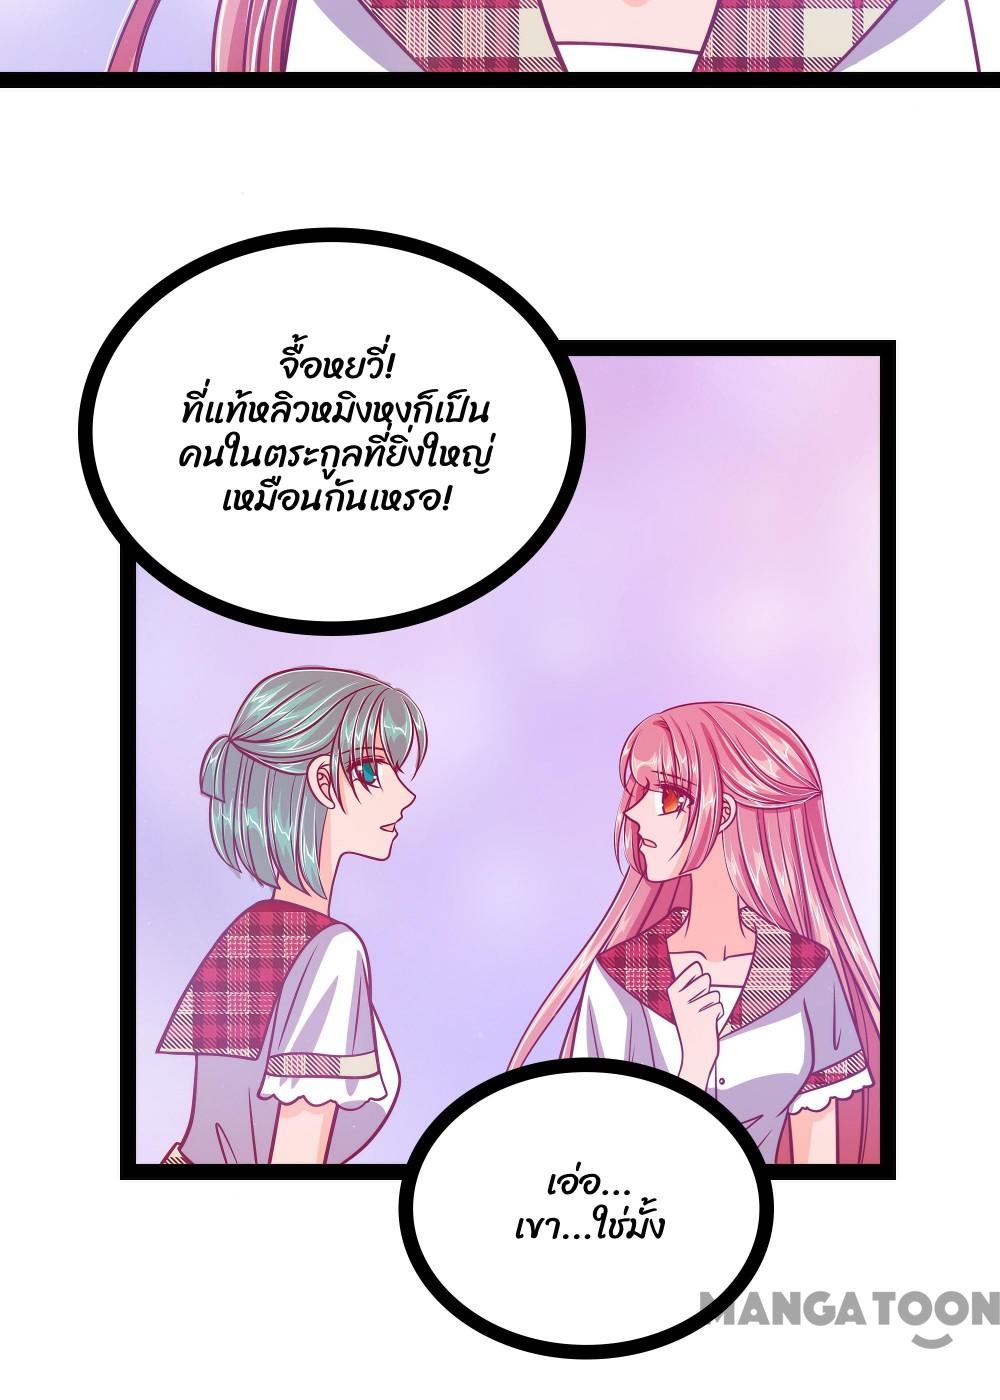 จื้อหยวี่!
ที่แท้หลิวหมิงหงก็เป็น
คนในตระกูลที่ยิ่งใหญ่
เหมือนกันเหรอ!
เอ่อ...
เขา...ใช่มั้ง
MANGATOON